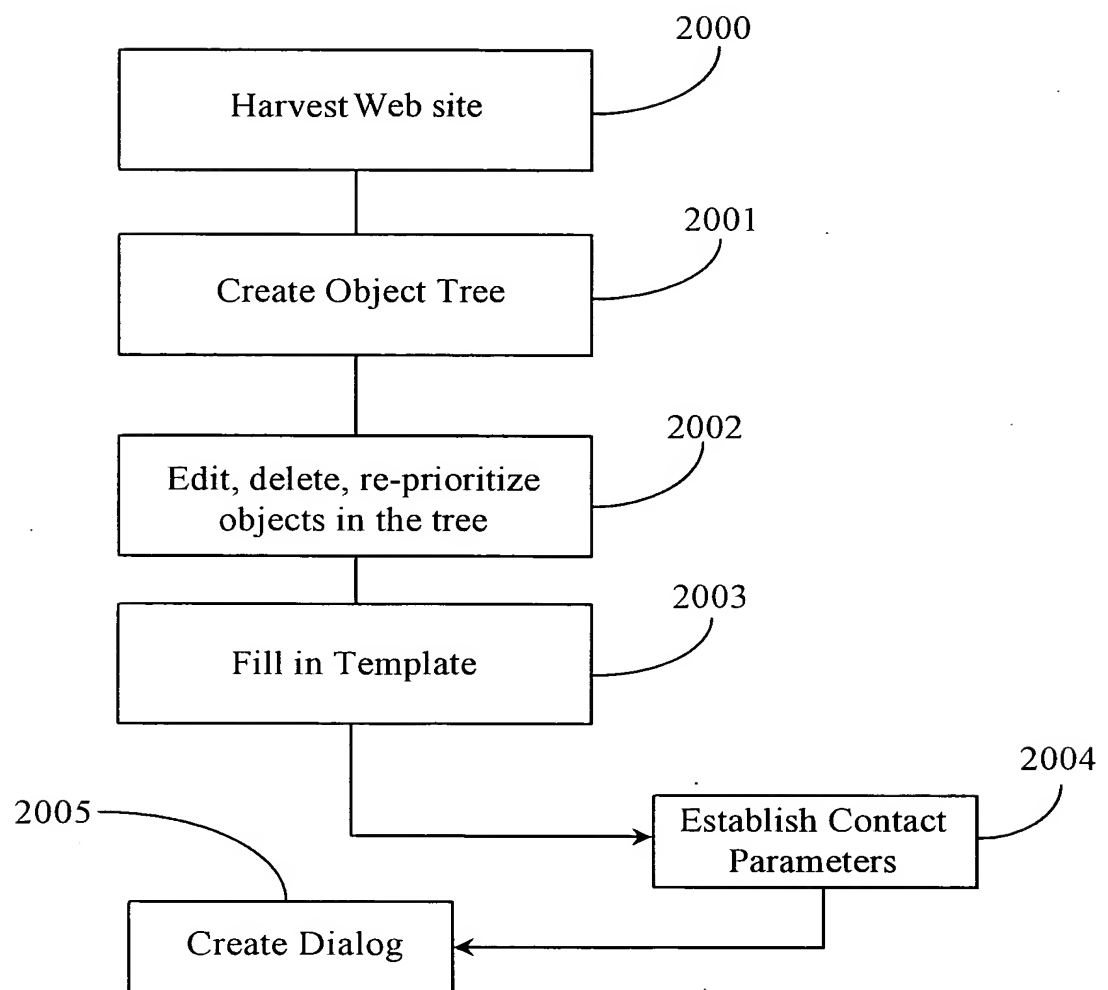 2000
Harvest Web site
2001
Create Object Tree
2002
Edit, delete, re-prioritize
objects in the tree
2003
Fill in Template
2004
Establish Contact
Parameters
2005
Create Dialog